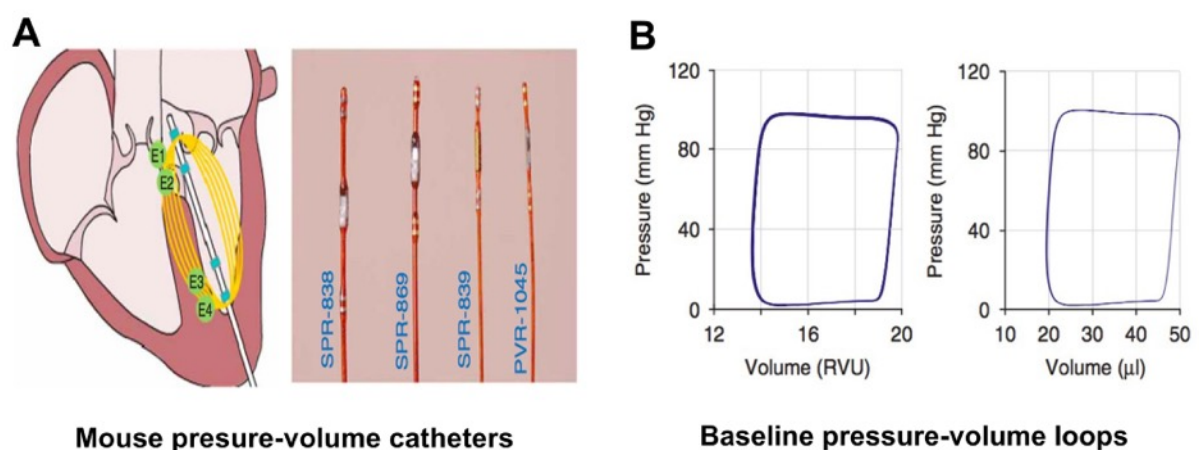 A
E1
E2
E3
E4
SPR-838
SPR-869
SPR-839
PVR-1045
Mouse presure-volume catheters
B
Pressure (mm Hg)
120
80
40
0
12
16
20
Volume (RVU)
Pressure (mm Hg)
120
80
40
0
10
20
30
40
50
Volume (µl)
Baseline pressure-volume loops